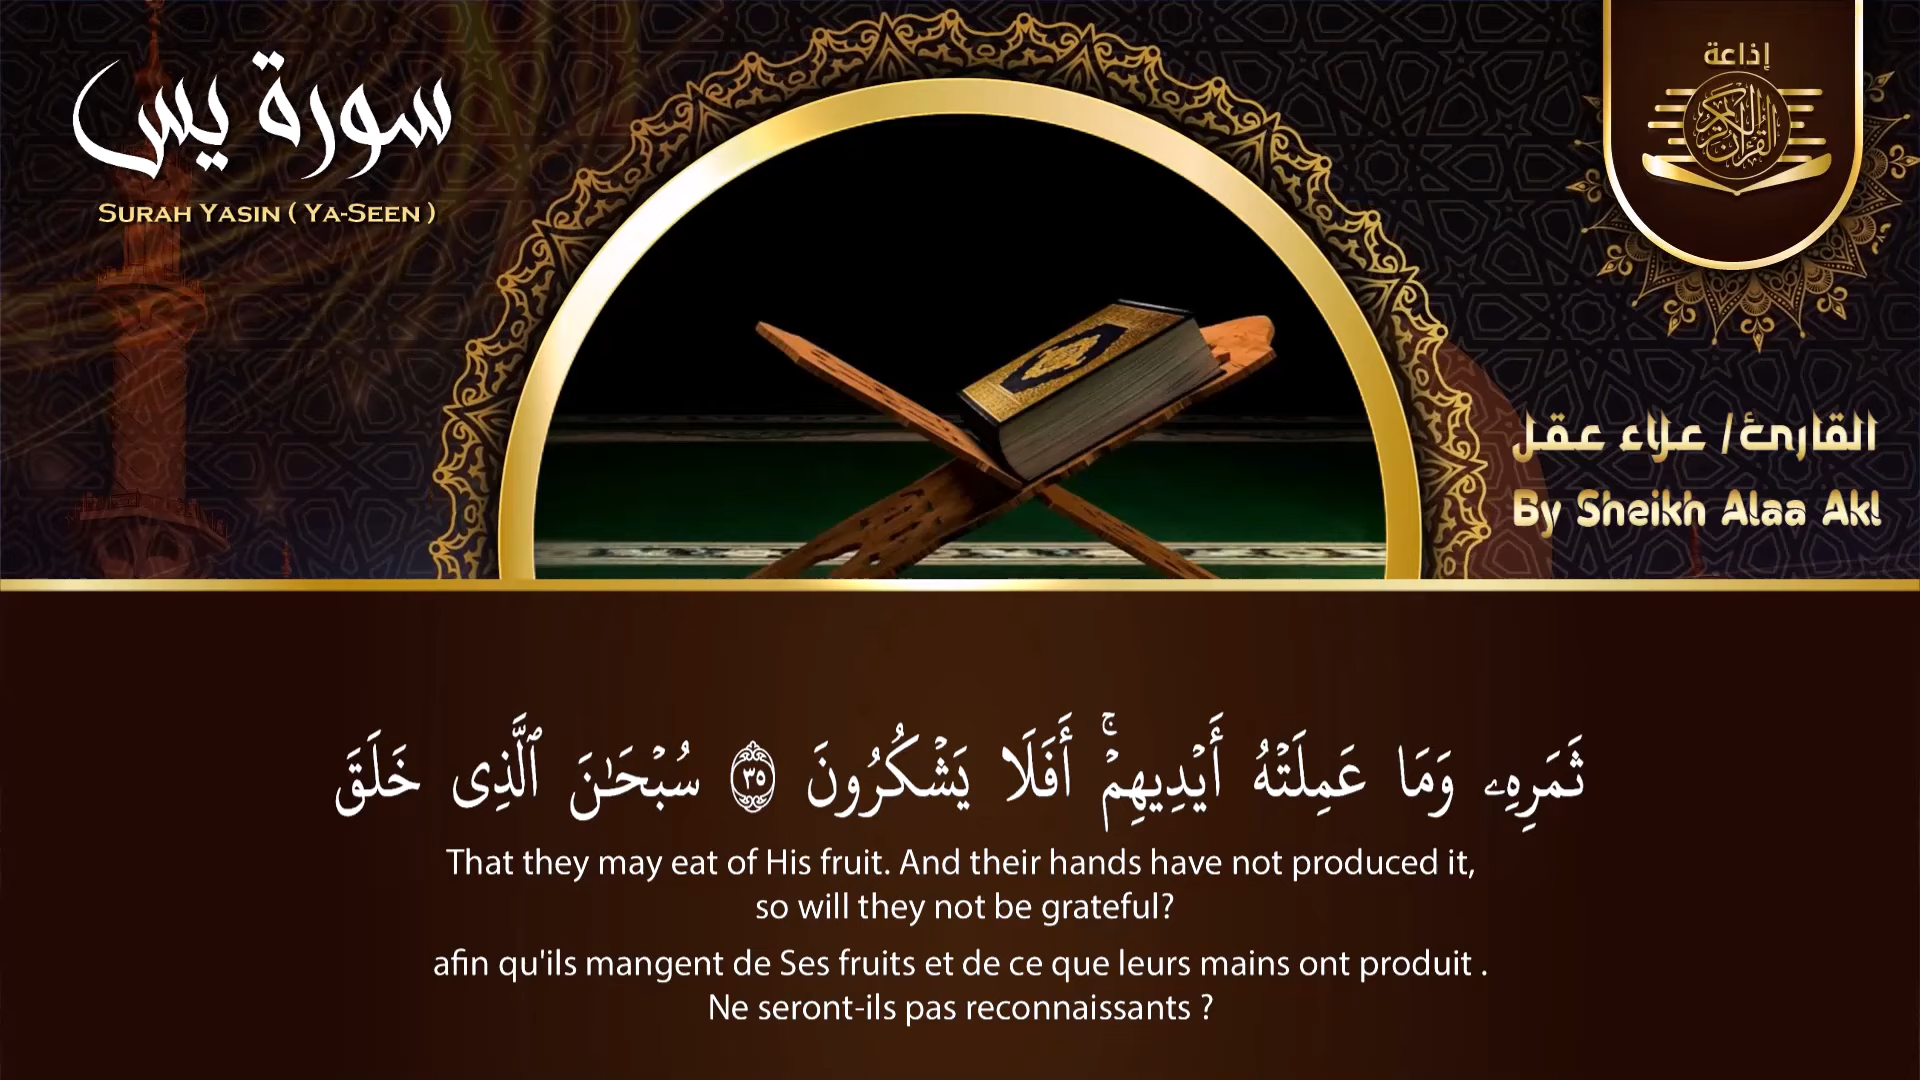 سورة يس
SURAH YASIN ( YA-SEEN )
إذاعة
القرآن الكريم
القارئ/ علاء عقل
By Sheikh Alaa Akl
ثَمَرِهِۦ وَمَا عَمِلَتْهُ أَيْدِيهِمْ ۚ أَفَلَا يَشْكُرُونَ ﴿٣٥﴾ سُبْحَـٰنَ ٱلَّذِى خَلَقَ
That they may eat of His fruit. And their hands have not produced it,
so will they not be grateful?
afin qu'ils mangent de Ses fruits et de ce que leurs mains ont produit .
Ne seront-ils pas reconnaissants ?